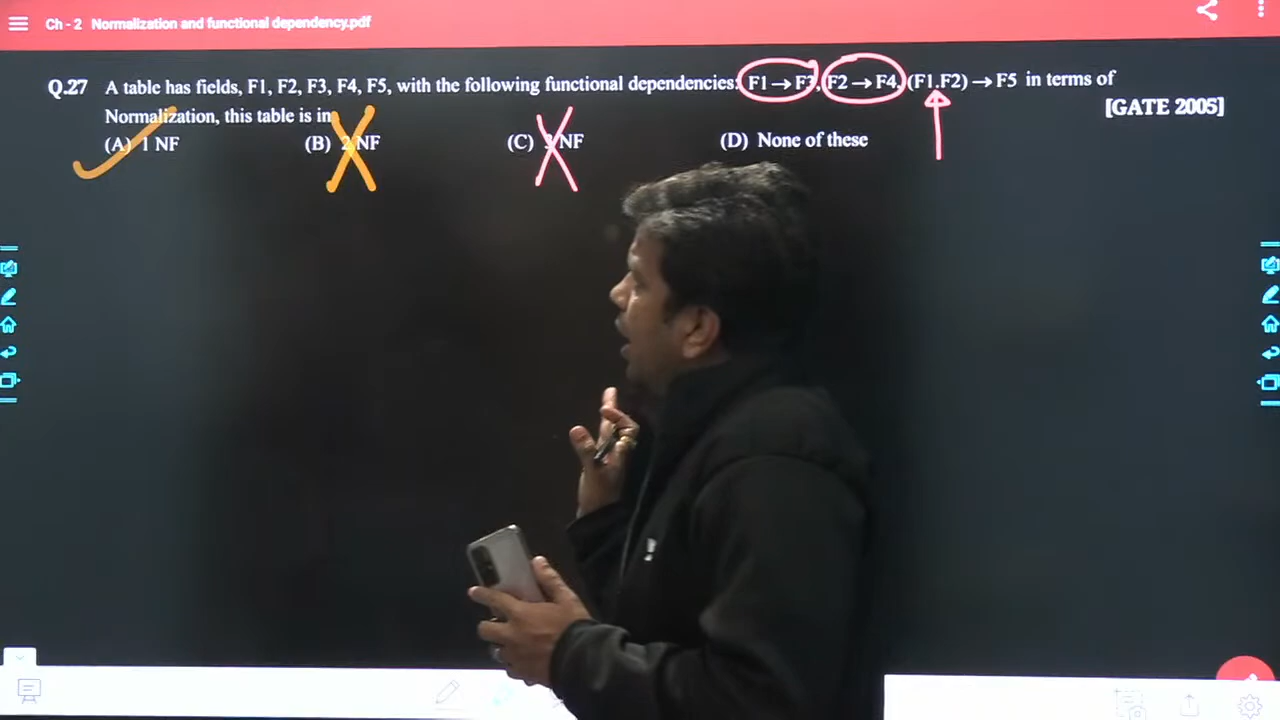 Ch - 2 Normalization and functional dependency.pdf
Q.27 A table has fields, F1, F2, F3, F4, F5, with the following functional dependencies: F1 → F3, F2 → F4, (F1.F2) → F5 in terms of
Normalization, this table is in
[GATE 2005]
(A) 1 NF (B) 2 NF (C) 3 NF (D) None of these